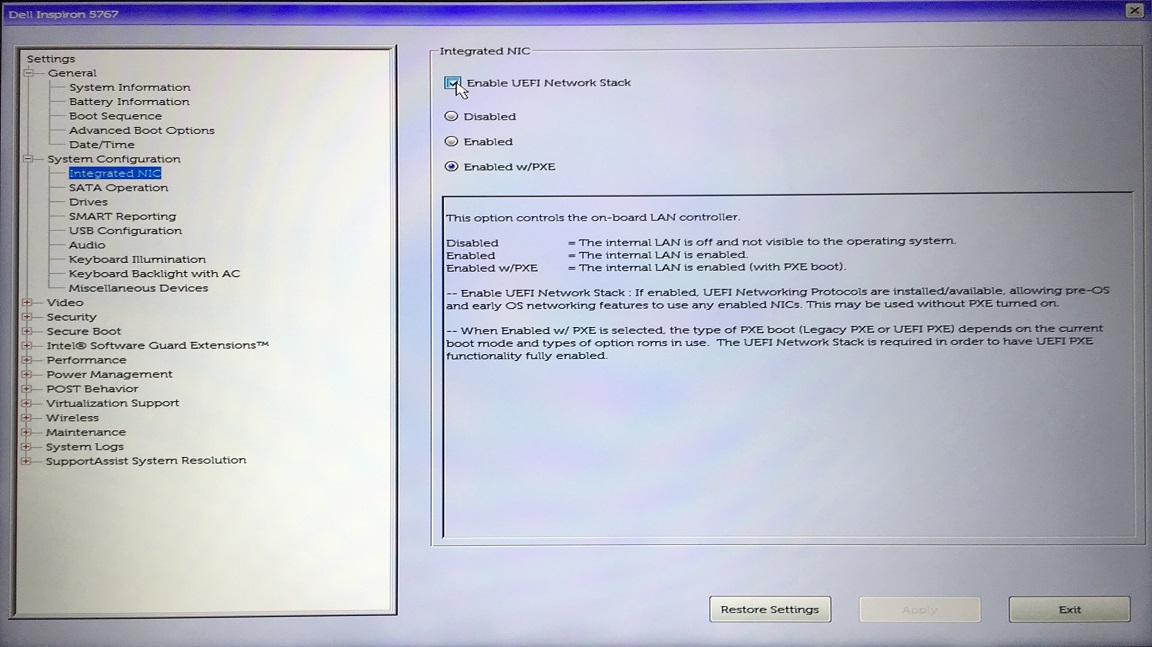 Dell Inspiron 5767
Settings
General
System Information
Battery Information
Boot Sequence
Advanced Boot Options
Date/Time
System Configuration
Integrated NIC
SATA Operation
Drives
SMART Reporting
USB Configuration
Audio
Keyboard Illumination
Keyboard Backlight with AC
Miscellaneous Devices
Video
Security
Secure Boot
Intel® Software Guard Extensions™
Performance
Power Management
POST Behavior
Virtualization Support
Wireless
Maintenance
System Logs
SupportAssist System Resolution
Integrated NIC
Enable UEFI Network Stack
Disabled
Enabled
Enabled w/PXE
This option controls the on-board LAN controller.
Disabled = The internal LAN is off and not visible to the operating system.
Enabled = The internal LAN is enabled.
Enabled w/PXE = The internal LAN is enabled (with PXE boot).
-- Enable UEFI Network Stack : If enabled, UEFI Networking Protocols are installed/available, allowing pre-OS
and early OS networking features to use any enabled NICs. This may be used without PXE turned on.
-- When Enabled w/ PXE is selected, the type of PXE boot (Legacy PXE or UEFI PXE) depends on the current
boot mode and types of option roms in use. The UEFI Network Stack is required in order to have UEFI PXE
functionality fully enabled.
Restore Settings
Apply
Exit